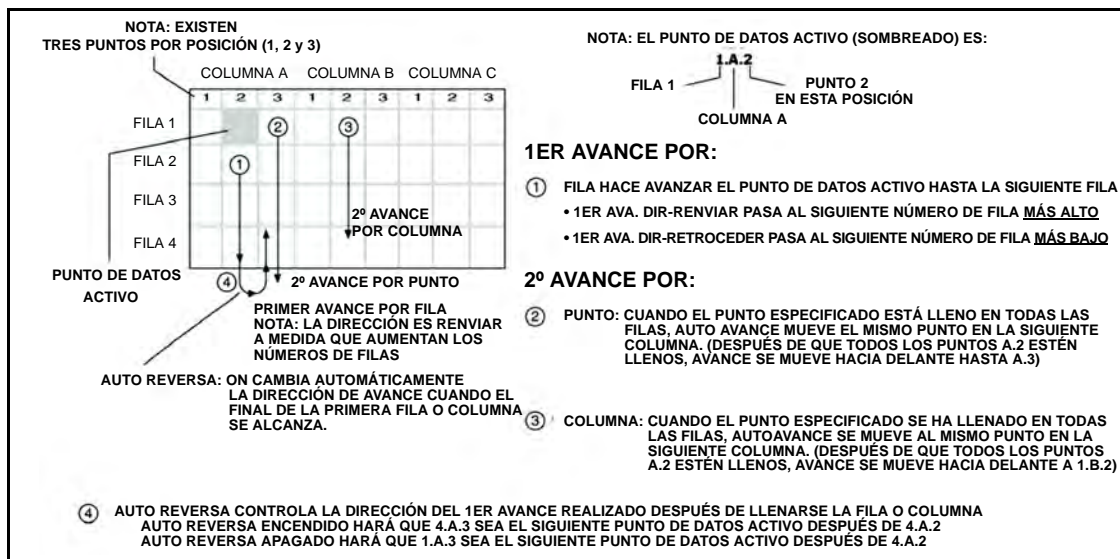 NOTA: EXISTEN
TRES PUNTOS POR POSICIÓN (1, 2 y 3)
COLUMNA A COLUMNA B COLUMNA C
1 2 3 1 2 3 1 2 3
FILA 1
2 3
FILA 2
1
FILA 3
2º AVANCE
POR COLUMNA
FILA 4
PUNTO DE DATOS
ACTIVO
4
2º AVANCE POR PUNTO
PRIMER AVANCE POR FILA
NOTA: LA DIRECCIÓN ES RENVIAR
A MEDIDA QUE AUMENTAN LOS
NÚMEROS DE FILAS
AUTO REVERSA: ON CAMBIA AUTOMÁTICAMENTE
LA DIRECCIÓN DE AVANCE CUANDO EL
FINAL DE LA PRIMERA FILA O COLUMNA
SE ALCANZA.
NOTA: EL PUNTO DE DATOS ACTIVO (SOMBREADO) ES:
1.A.2
FILA 1
PUNTO 2
EN ESTA POSICIÓN
COLUMNA A
1ER AVANCE POR:
1 FILA HACE AVANZAR EL PUNTO DE DATOS ACTIVO HASTA LA SIGUIENTE FILA
• 1ER AVA. DIR-RENVIAR PASA AL SIGUIENTE NÚMERO DE FILA MÁS ALTO
• 1ER AVA. DIR-RETROCEDER PASA AL SIGUIENTE NÚMERO DE FILA MÁS BAJO
2º AVANCE POR:
2 PUNTO: CUANDO EL PUNTO ESPECIFICADO ESTÁ LLENO EN TODAS LAS
FILAS, AUTO AVANCE MUEVE EL MISMO PUNTO EN LA SIGUIENTE
COLUMNA. (DESPUÉS DE QUE TODOS LOS PUNTOS A.2 ESTÉN
LLENOS, AVANCE SE MUEVE HACIA DELANTE HASTA A.3)
3 COLUMNA: CUANDO EL PUNTO ESPECIFICADO SE HA LLENADO EN TODAS
LAS FILAS, AUTOAVANCE SE MUEVE AL MISMO PUNTO EN LA
SIGUIENTE COLUMNA. (DESPUÉS DE QUE TODOS LOS PUNTOS
A.2 ESTÉN LLENOS, AVANCE SE MUEVE HACIA DELANTE A 1.B.2)
4 AUTO REVERSA CONTROLA LA DIRECCIÓN DEL 1ER AVANCE REALIZADO DESPUÉS DE LLENARSE LA FILA O COLUMNA
AUTO REVERSA ENCENDIDO HARÁ QUE 4.A.3 SEA EL SIGUIENTE PUNTO DE DATOS ACTIVO DESPUÉS DE 4.A.2
AUTO REVERSA APAGADO HARÁ QUE 1.A.3 SEA EL SIGUIENTE PUNTO DE DATOS ACTIVO DESPUÉS DE 4.A.2